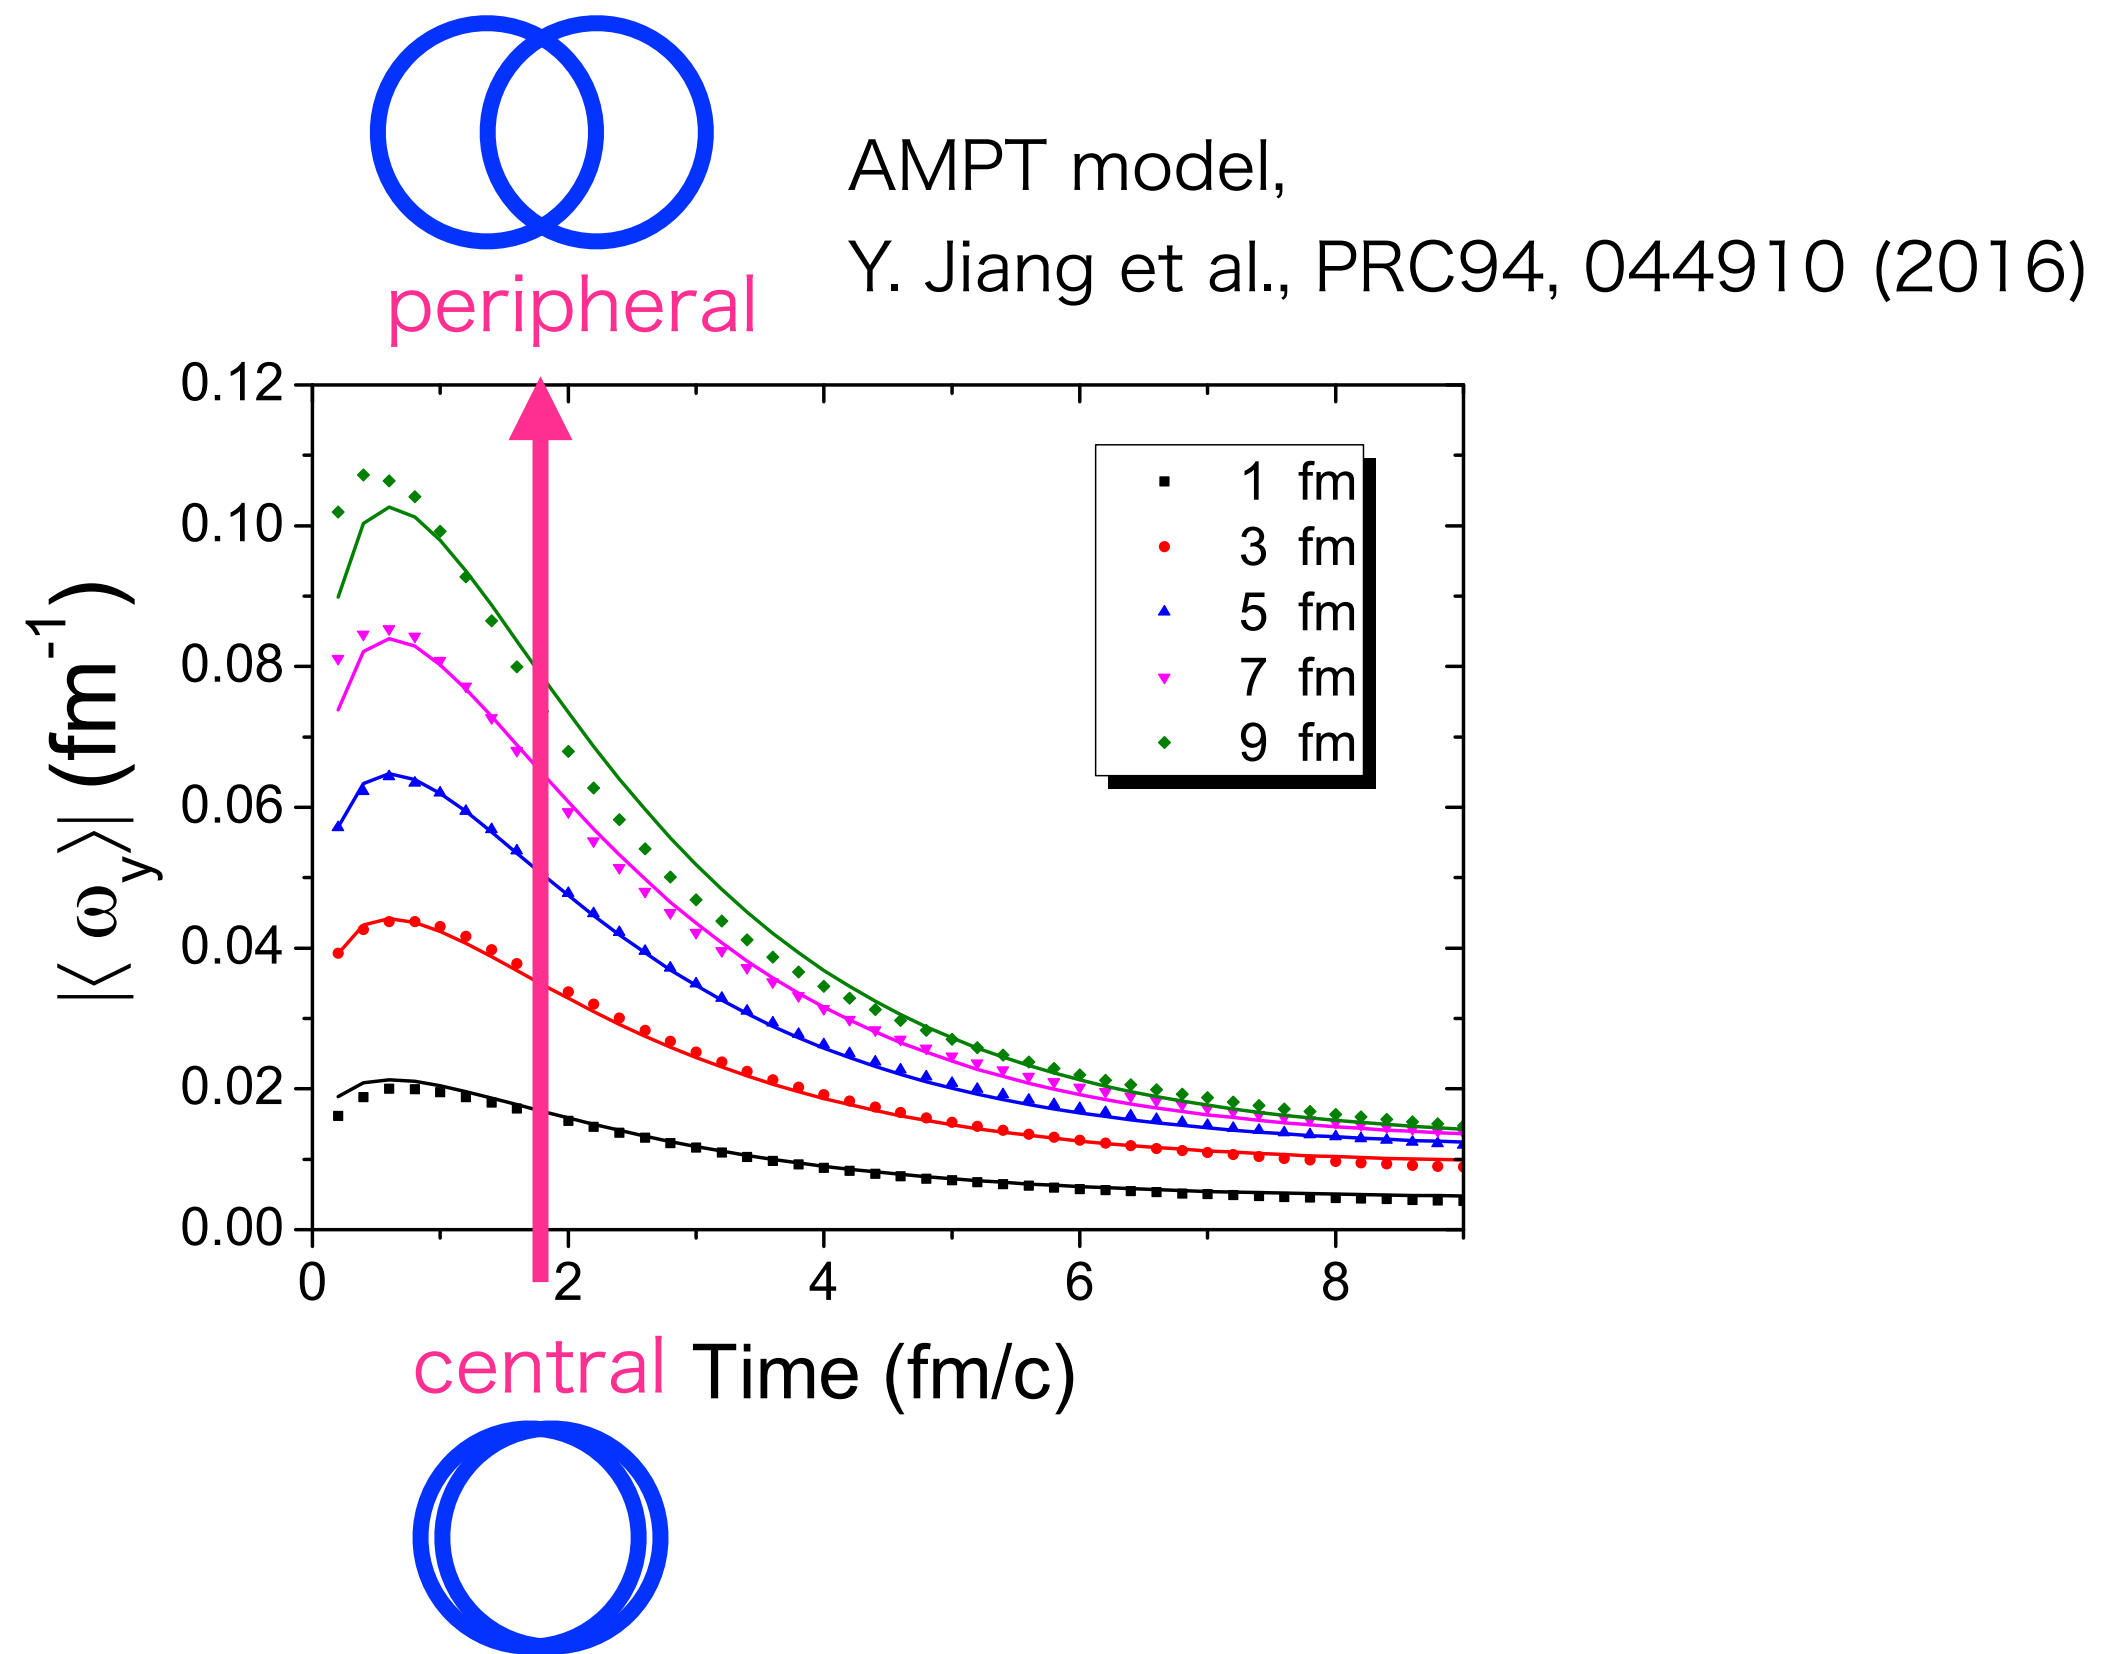 AMPT model,
Y. Jiang et al., PRC94, 044910 (2016)
peripheral
0.12
0.10
0.08
0.06
0.04
0.02
0.00
|⟨ ω_y ⟩| (fm^-1)
1 fm
3 fm
5 fm
7 fm
9 fm
0 2 4 6 8
central Time (fm/c)